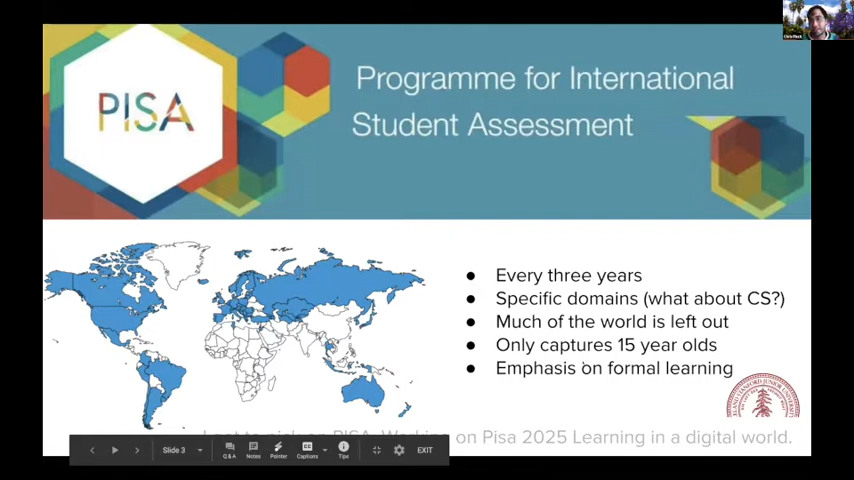 PISA
Programme for International
Student Assessment
● Every three years
● Specific domains (what about CS?)
● Much of the world is left out
● Only captures 15 year olds
● Emphasis on formal learning
on Pisa 2025 Learning in a digital world.
Slide 3
Q & A
Notes
Pointer
Captions
Tips
EXIT